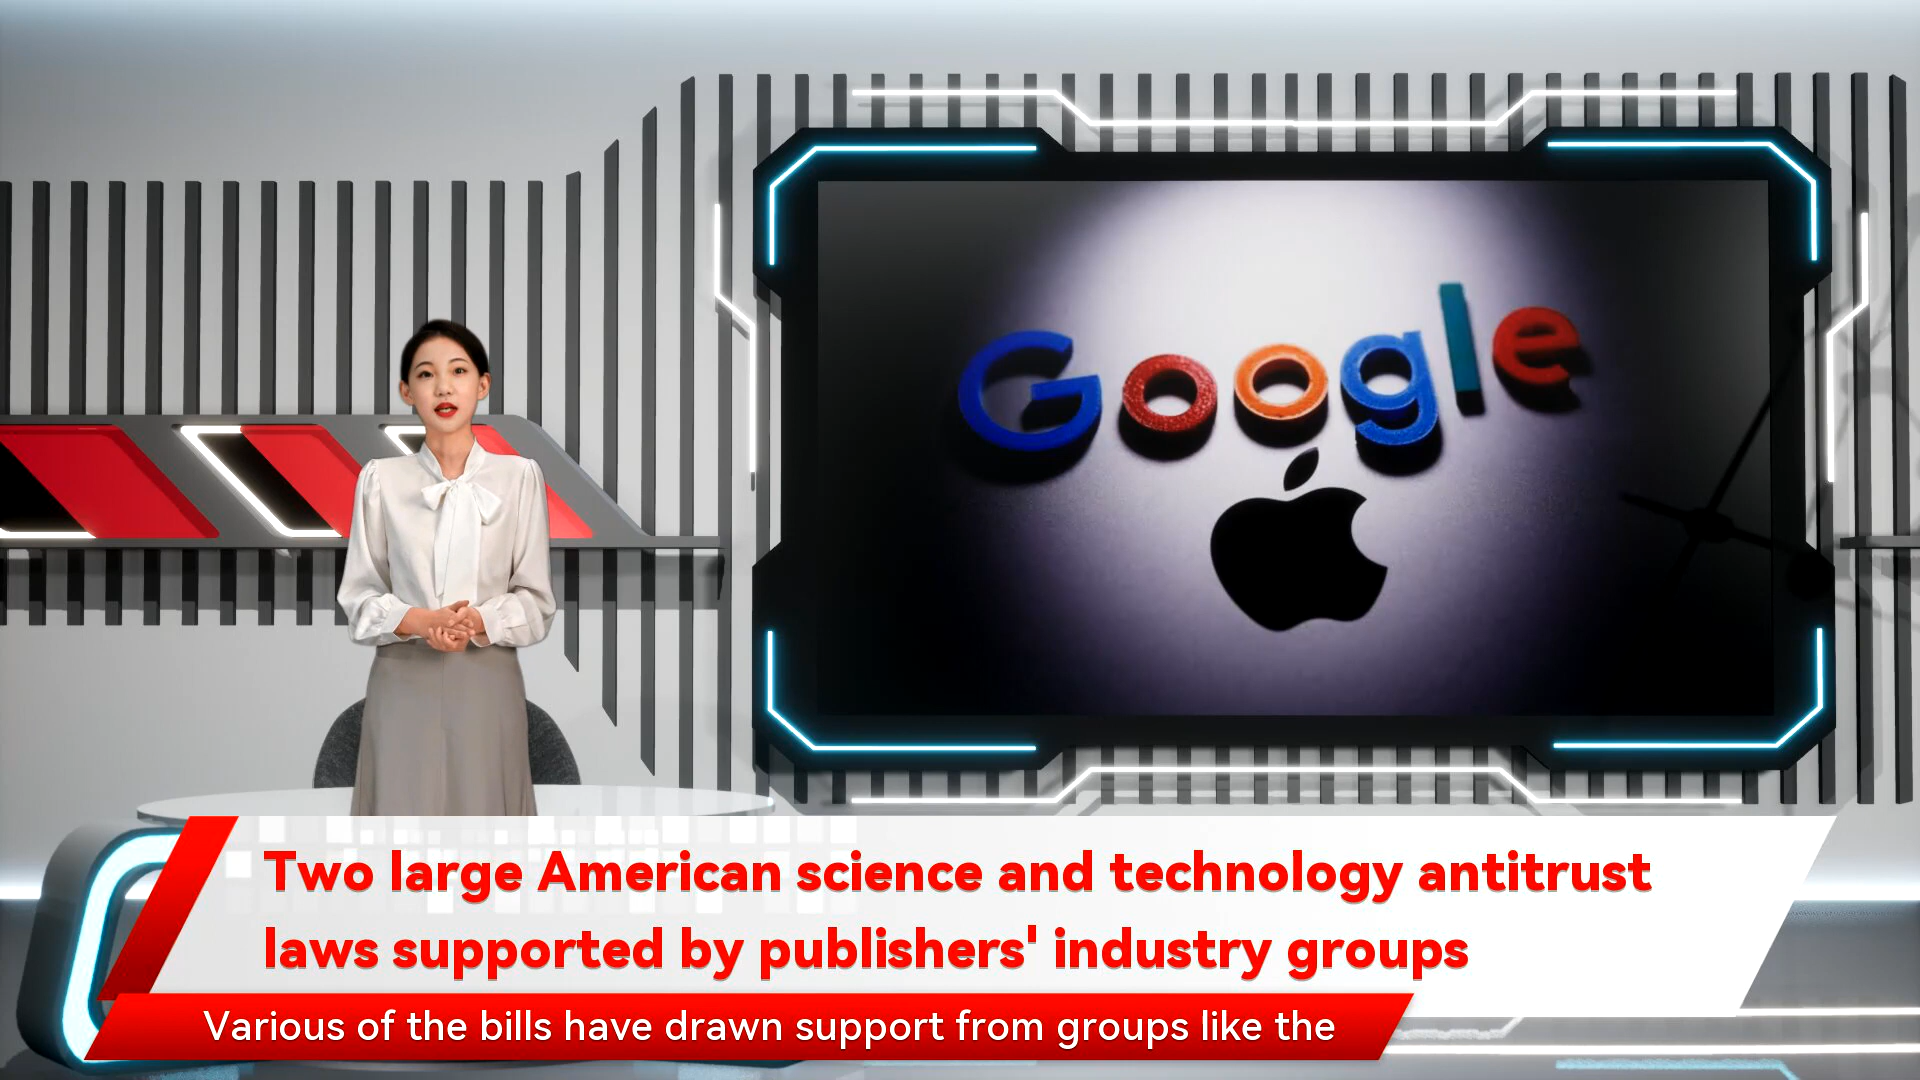 Google
Two large American science and technology antitrust
laws supported by publishers' industry groups
Various of the bills have drawn support from groups like the